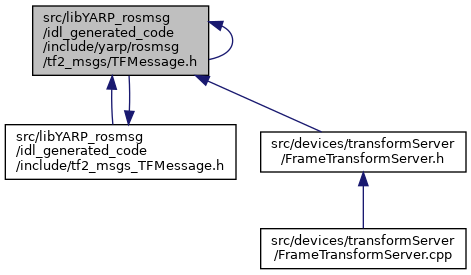 src/libYARP_rosmsg
/idl_generated_code
/include/yarp/rosmsg
/tf2_msgs/TFMessage.h
src/libYARP_rosmsg
/idl_generated_code
/include/tf2_msgs_TFMessage.h
src/devices/transformServer
/FrameTransformServer.h
src/devices/transformServer
/FrameTransformServer.cpp